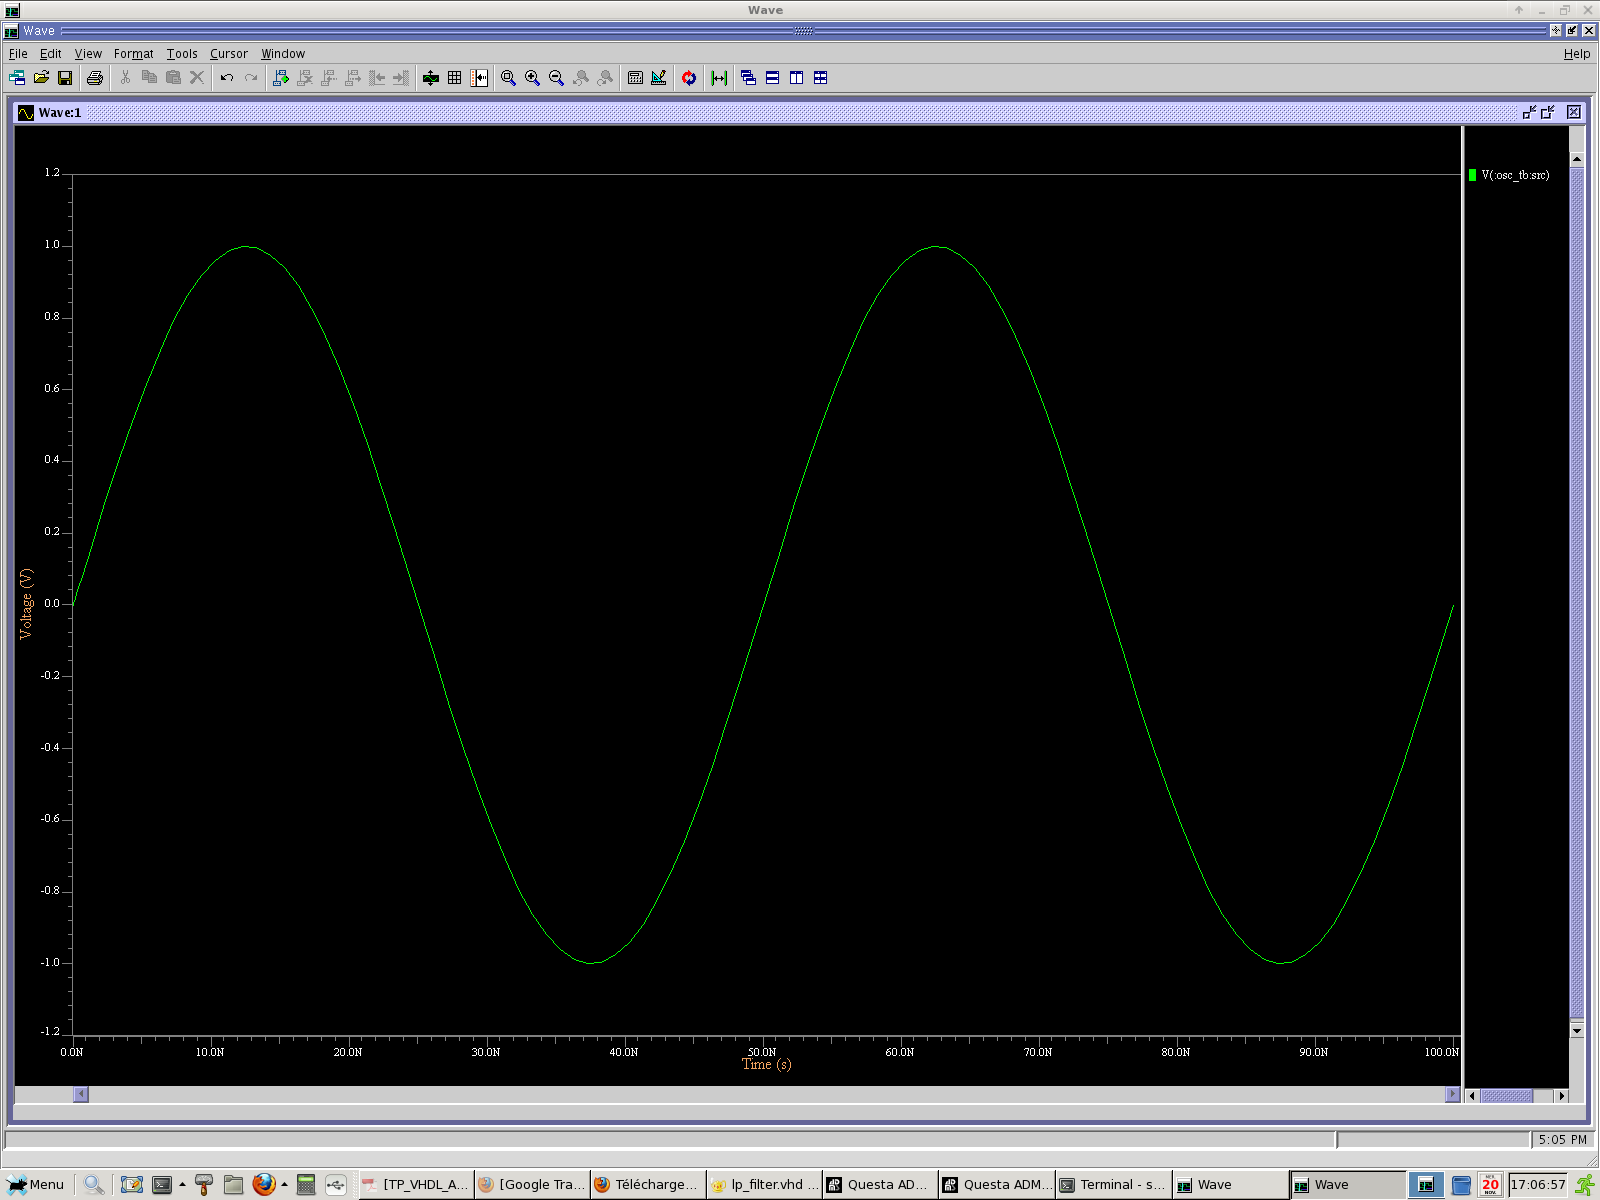 Wave
Wave
File Edit View Format Tools Cursor Window Help
Wave:1
V(:osc_tb:src)
1.2
1.0
0.8
0.6
0.4
0.2
0.0
-0.2
-0.4
-0.6
-0.8
-1.0
-1.2
Voltage (V)
0.0N 10.0N 20.0N 30.0N 40.0N 50.0N 60.0N 70.0N 80.0N 90.0N 100.0N
Time (s)
5:05 PM
Menu [TP_VHDL_A... [Google Tra... Télécharge... lp_filter.vhd ... Questa AD... Questa ADM... Terminal - s... Wave Wave 20 17:06:57